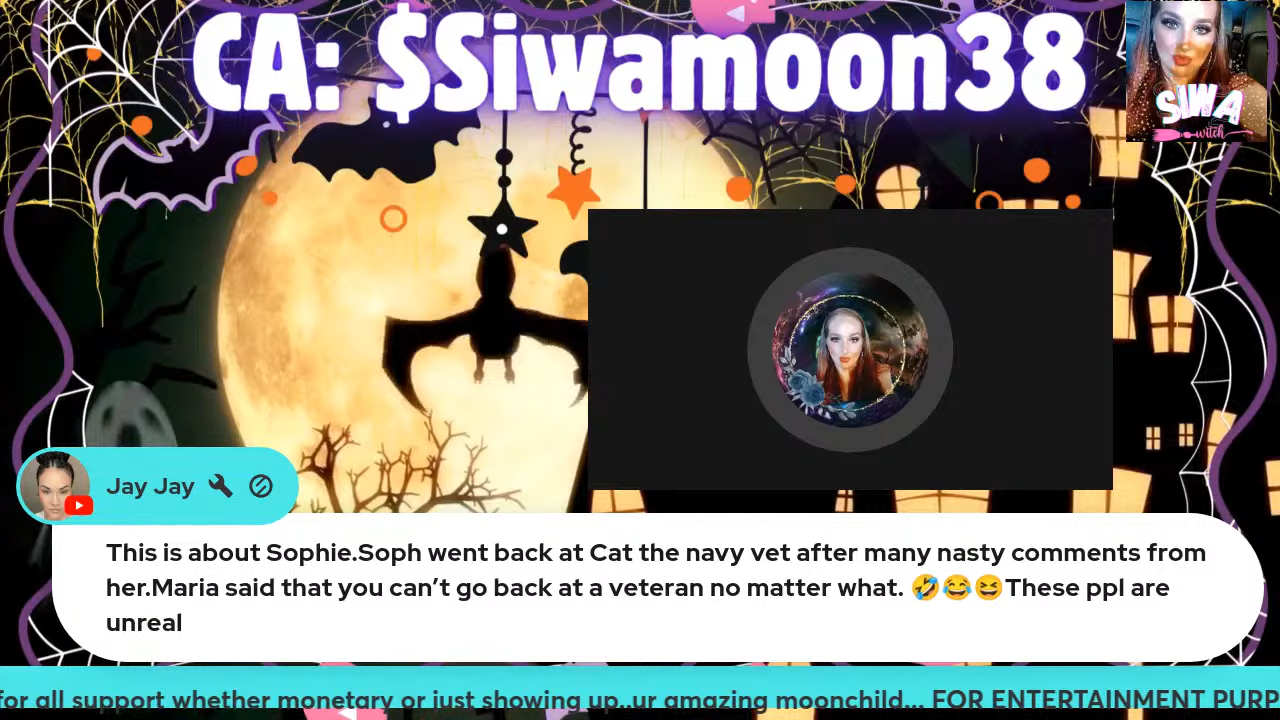 CA: $Siwamoon38
SIWA
witch
Jay Jay
This is about Sophie.Soph went back at Cat the navy vet after many nasty comments from
her.Maria said that you can’t go back at a veteran no matter what. 🤣😂😆These ppl are
unreal
for all support whether monetary or just showing up..ur amazing moonchild... FOR ENTERTAINMENT PURP